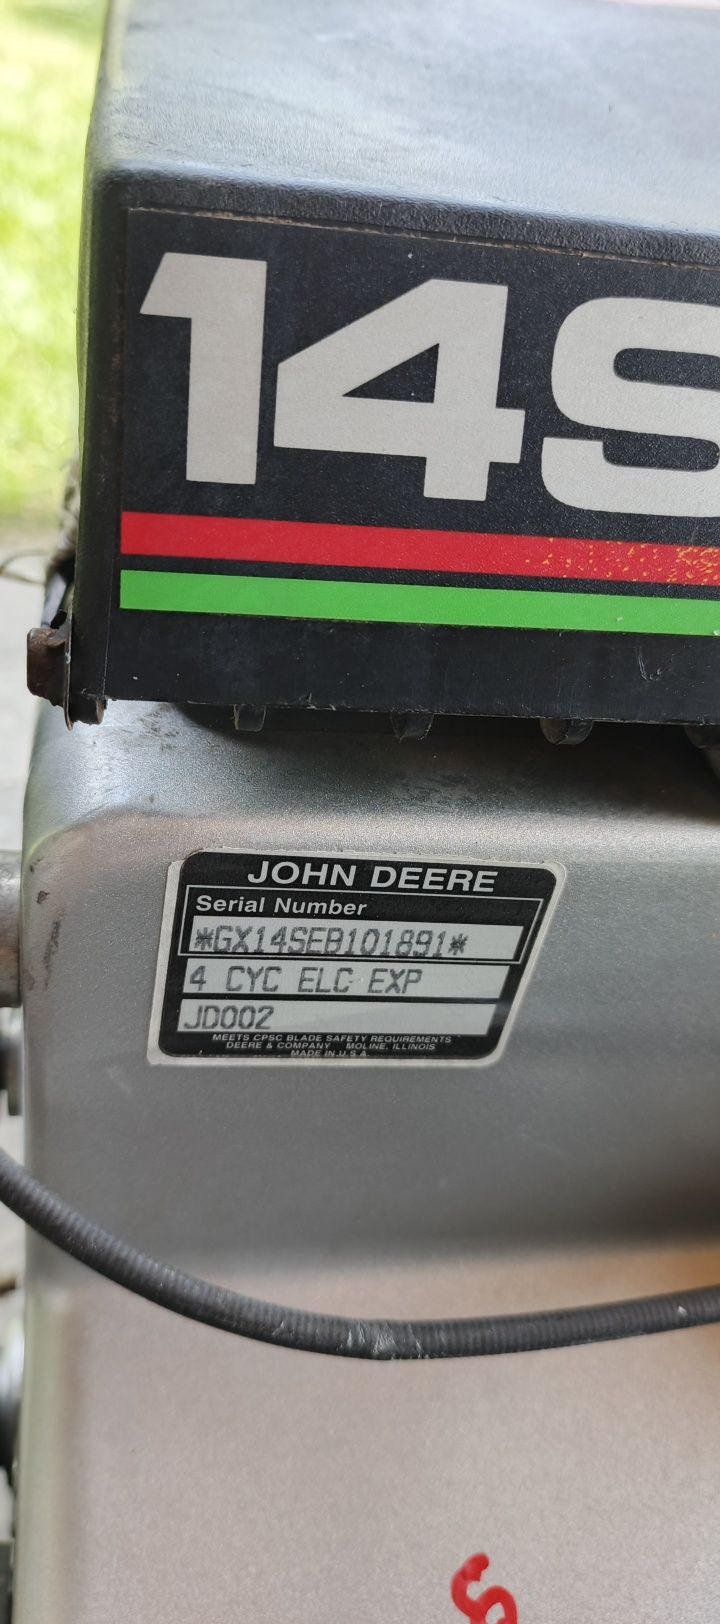 14S
JOHN DEERE
Serial Number
*GX14SEB101891*
4 CYC ELC EXP
JD002
MEETS CPSC BLADE SAFETY REQUIREMENTS
DEERE & COMPANY MOLINE, ILLINOIS
MADE IN U.S.A.